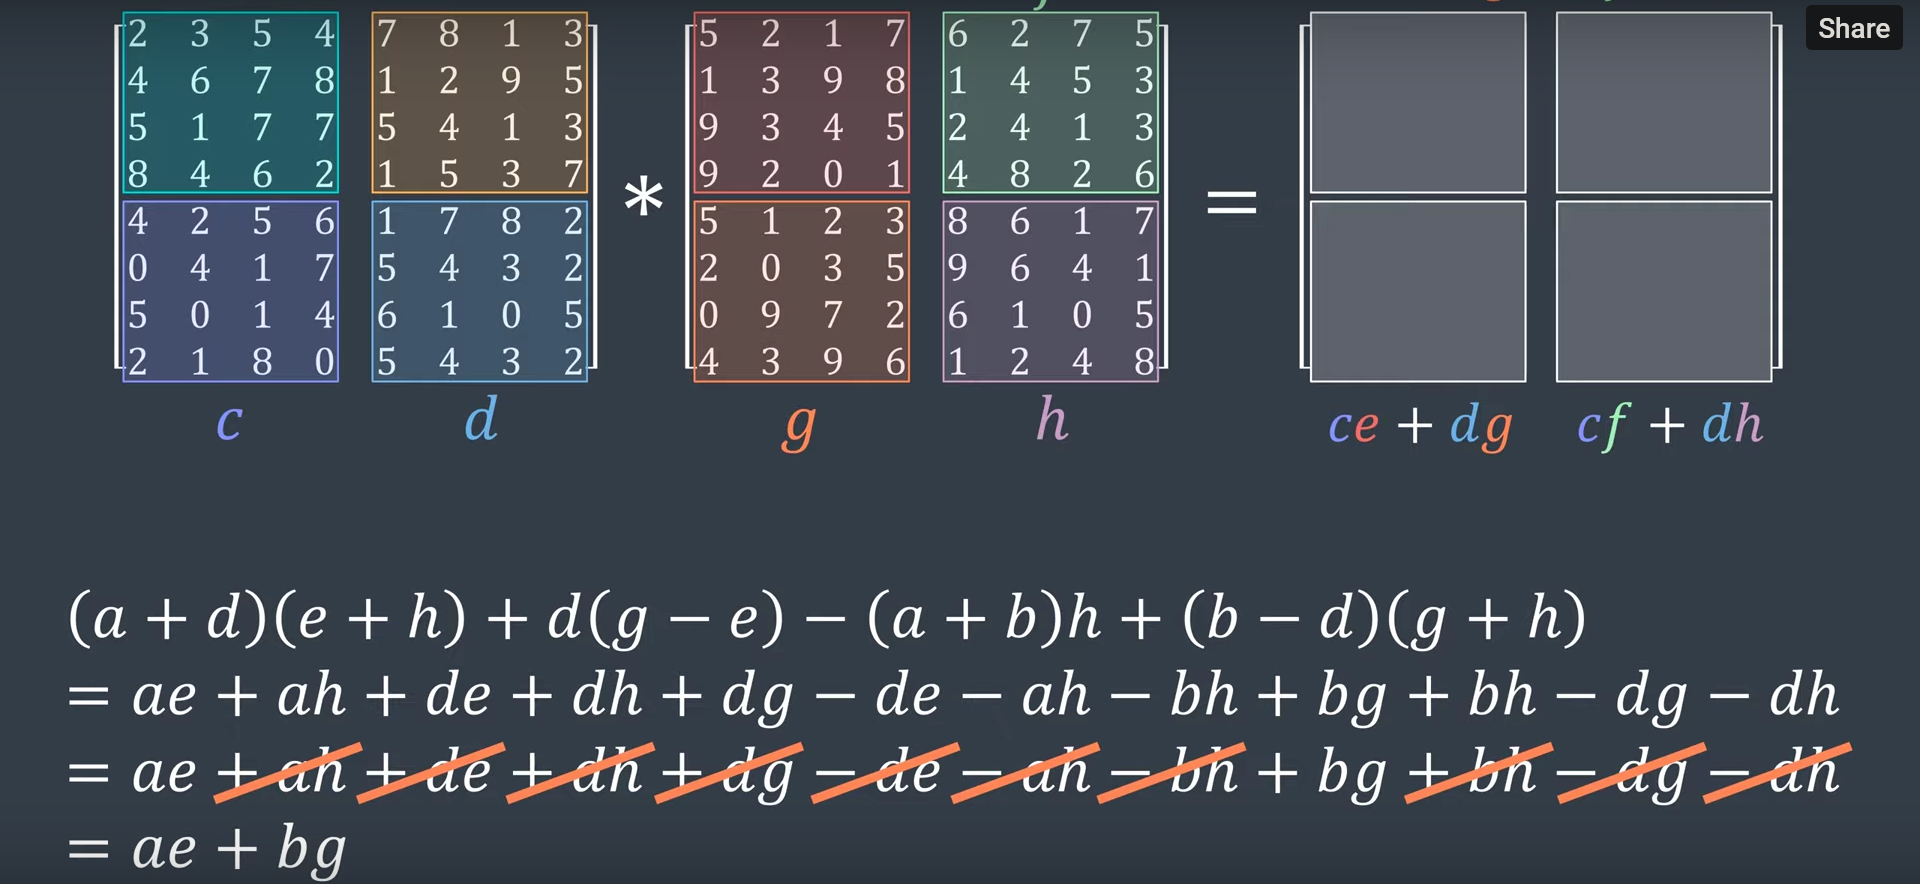 Share
2 3 5 4 7 8 1 3 5 2 1 7 6 2 7 5
4 6 7 8 1 2 9 5 1 3 9 8 1 4 5 3
5 1 7 7 5 4 1 3 9 3 4 5 2 4 1 3
8 4 6 2 1 5 3 7 * 9 2 0 1 4 8 2 6 =
4 2 5 6 1 7 8 2 5 1 2 3 8 6 1 7
0 4 1 7 5 4 3 2 2 0 3 5 9 6 4 1
5 0 1 4 6 1 0 5 0 9 7 2 6 1 0 5
2 1 8 0 5 4 3 2 4 3 9 6 1 2 4 8
c d g h ce + dg cf + dh
(a + d)(e + h) + d(g − e) − (a + b)h + (b − d)(g + h)
= ae + ah + de + dh + dg − de − ah − bh + bg + bh − dg − dh
= ae + ah + de + dh + dg − de − ah − bh + bg + bh − dg − dh
= ae + bg